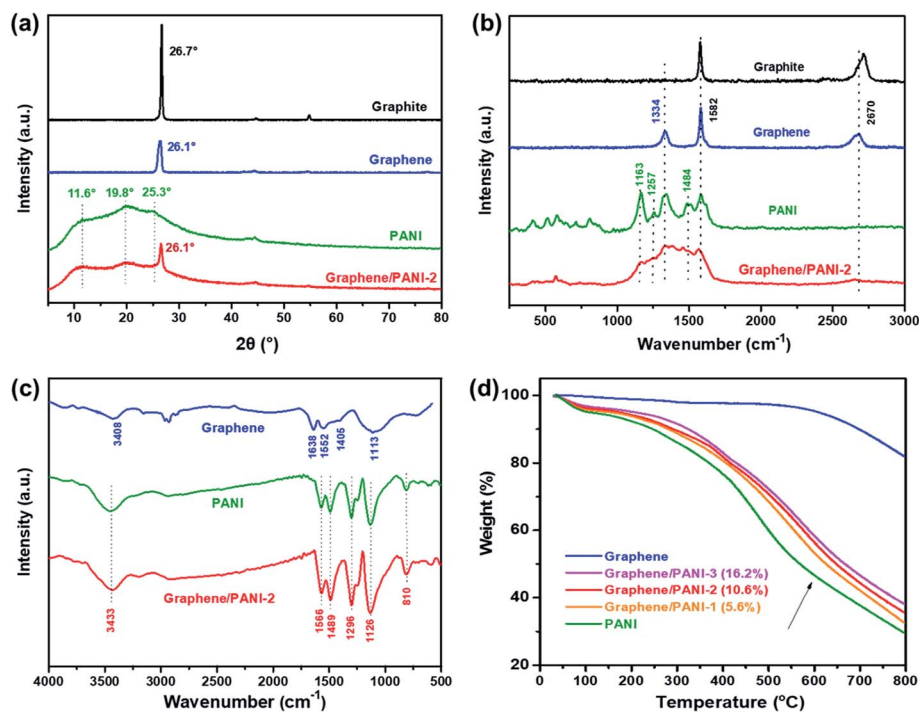 (a)
26.7°
Graphite
26.1°
Graphene
11.6°
19.8°
25.3°
PANI
26.1°
Graphene/PANI-2
Intensity (a.u.)
5
10
20
30
40
50
60
70
80
2θ (°)
(b)
Graphite
1334
1582
2670
Graphene
1163
1257
1484
PANI
Graphene/PANI-2
Intensity (a.u.)
500
1000
1500
2000
2500
3000
Wavenumber (cm-1)
(c)
Graphene
3408
1638
1552
1405
1113
PANI
Graphene/PANI-2
3433
1566
1489
1296
1126
810
Intensity (a.u.)
4000
3500
3000
2500
2000
1500
1000
500
Wavenumber (cm-1)
(d)
100
80
60
40
20
Weight (%)
Graphene
Graphene/PANI-3 (16.2%)
Graphene/PANI-2 (10.6%)
Graphene/PANI-1 (5.6%)
PANI
0
100
200
300
400
500
600
700
800
Temperature (°C)